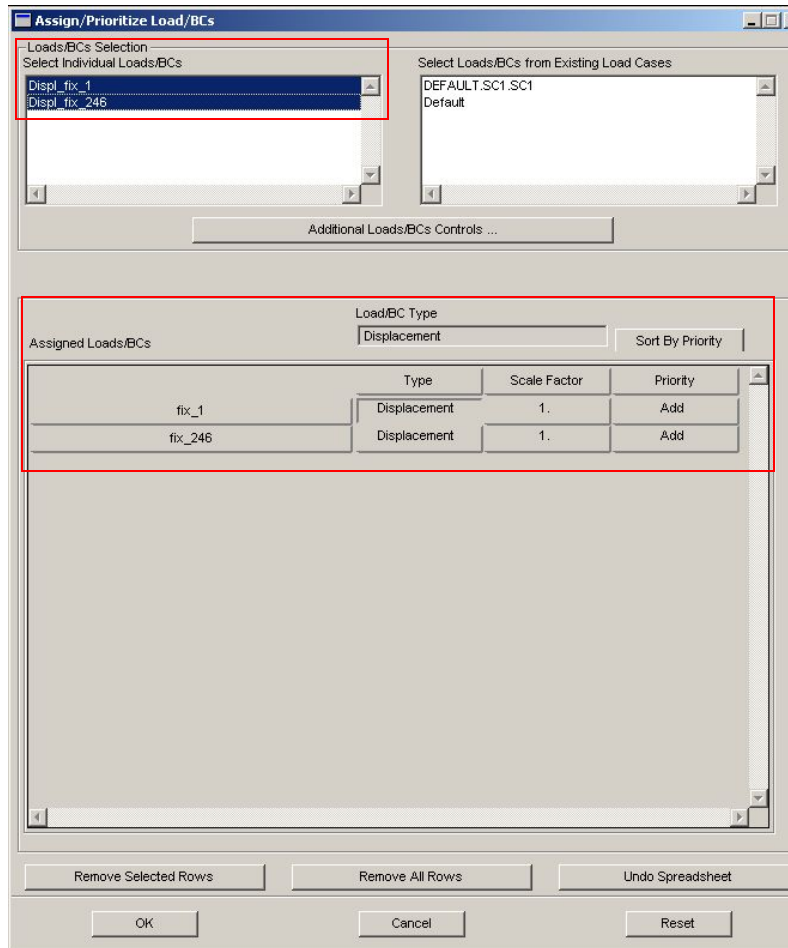 Assign/Prioritize Load/BCs
Loads/BCs Selection
Select Individual Loads/BCs
Select Loads/BCs from Existing Load Cases
Displ_fix_1
Displ_fix_246
DEFAULT.SC1.SC1
Default
Additional Loads/BCs Controls ...
Load/BC Type
Assigned Loads/BCs
Displacement
Sort By Priority
Type Scale Factor Priority
fix_1 Displacement 1. Add
fix_246 Displacement 1. Add
Remove Selected Rows
Remove All Rows
Undo Spreadsheet
OK
Cancel
Reset